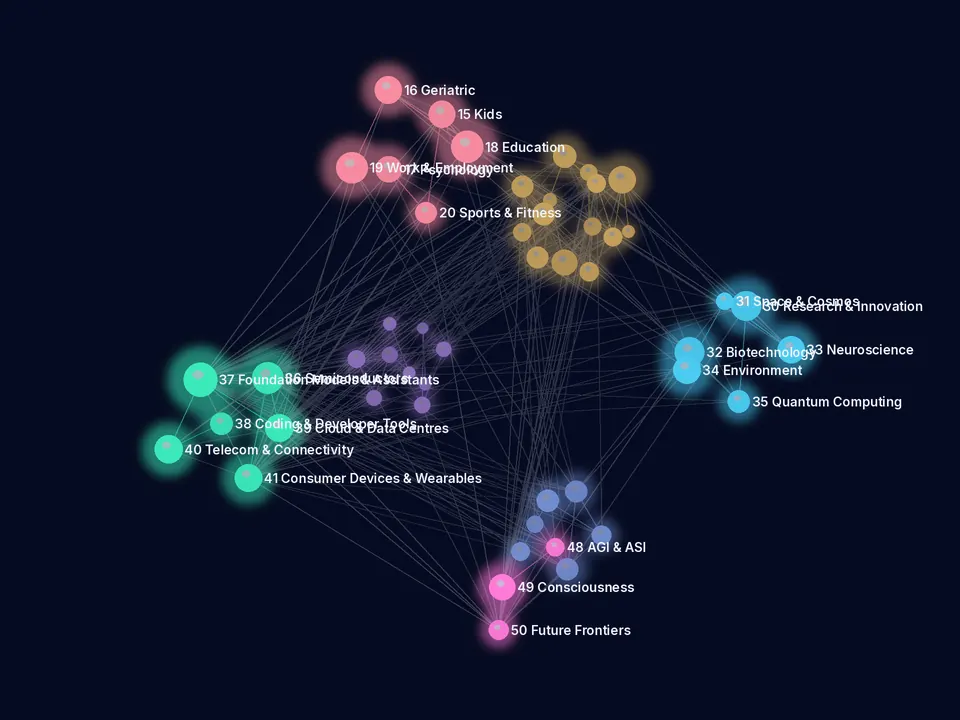 16 Geriatric
15 Kids
18 Education
19 Work & Employment
17 Psychology
20 Sports & Fitness
31 Space & Cosmos
30 Research & Innovation
32 Biotechnology
33 Neuroscience
34 Environment
35 Quantum Computing
36 Semiconductors
37 Foundation Models & Assistants
38 Coding & Developer Tools
39 Cloud & Data Centres
40 Telecom & Connectivity
41 Consumer Devices & Wearables
48 AGI & ASI
49 Consciousness
50 Future Frontiers